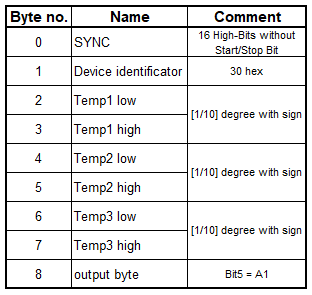 Byte no. Name Comment
0 SYNC 16 High-Bits without
Start/Stop Bit
1 Device identificator 30 hex
2 Temp1 low
[1/10] degree with sign
3 Temp1 high
4 Temp2 low
[1/10] degree with sign
5 Temp2 high
6 Temp3 low
[1/10] degree with sign
7 Temp3 high
8 output byte Bit5 = A1